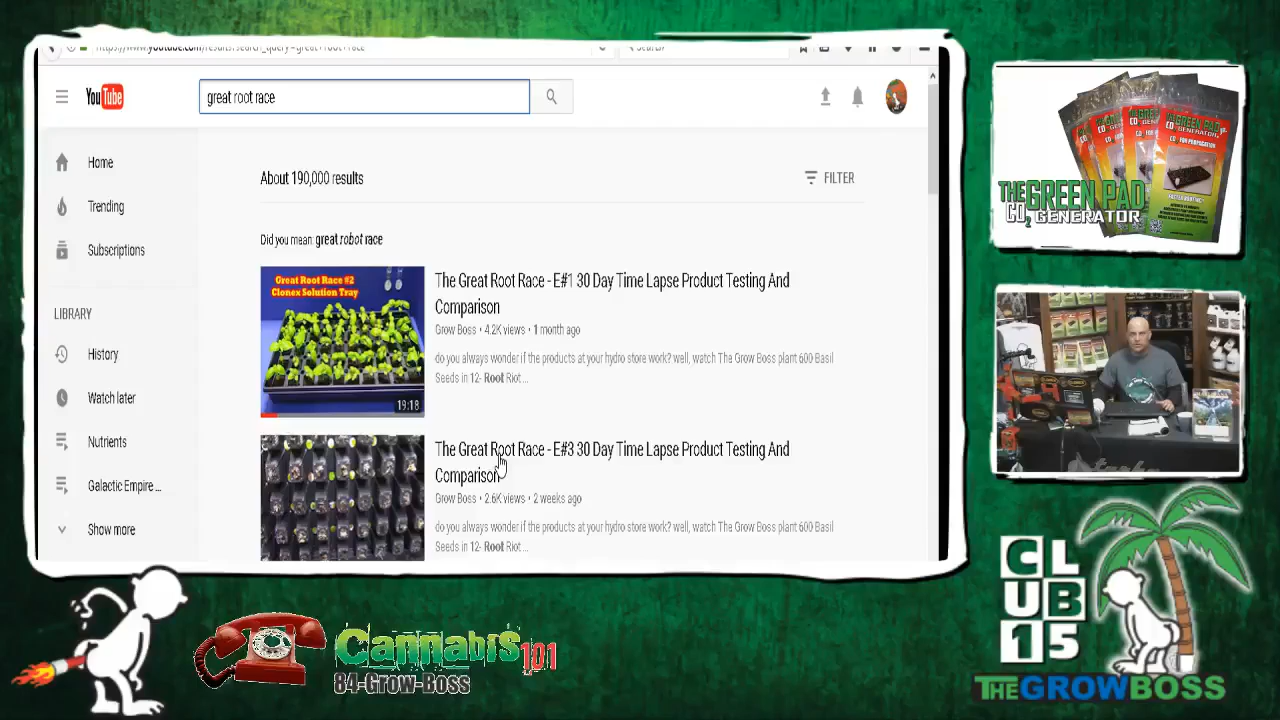 YouTube
great root race
Home
Trending
Subscriptions
LIBRARY
History
Watch later
Nutrients
Galactic Empire ...
Show more
About 190,000 results
FILTER
Did you mean: great robot race
Great Root Race #2
Clonex Solution Tray
19:18
The Great Root Race - E#1 30 Day Time Lapse Product Testing And
Comparison
Grow Boss • 4.2K views • 1 month ago
do you always wonder if the products at your hydro store work? well, watch The Grow Boss plant 600 Basil
Seeds in 12- Root Riot...
The Great Root Race - E#3 30 Day Time Lapse Product Testing And
Comparison
Grow Boss • 2.6K views • 2 weeks ago
do you always wonder if the products at your hydro store work? well, watch The Grow Boss plant 600 Basil
Seeds in 12- Root Riot...
THE GREEN PAD
CO2 GENERATOR
CLUB 15
THEGROWBOSS
Cannabis 101
84-Grow-Boss